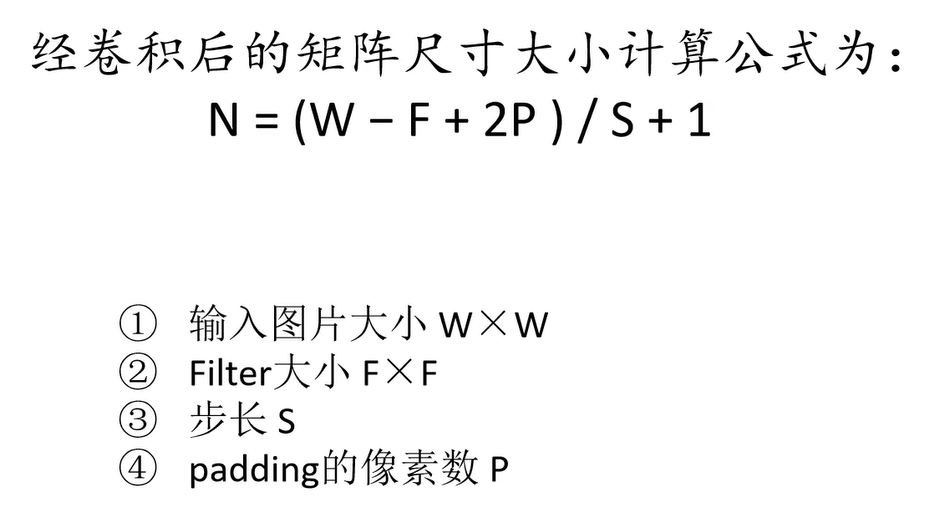 经卷积后的矩阵尺寸大小计算公式为：
N = (W − F + 2P ) / S + 1
① 输入图片大小 W×W
② Filter大小 F×F
③ 步长 S
④ padding的像素数 P